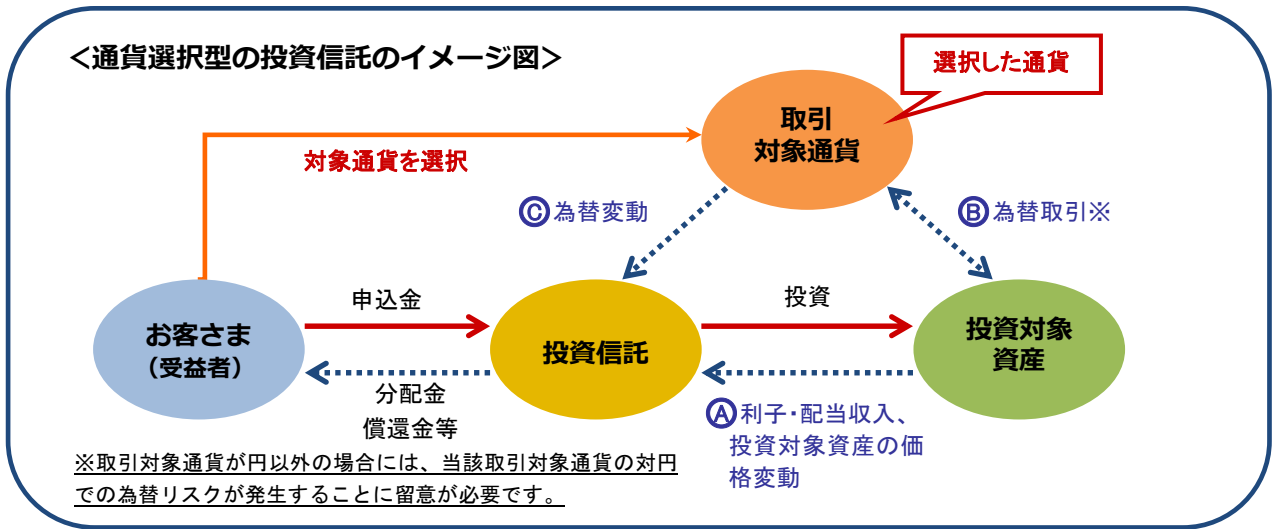 ＜通貨選択型の投資信託のイメージ図＞
選択した通貨
取引
対象通貨
対象通貨を選択
Ⓒ為替変動
Ⓑ為替取引※
申込金
投資
お客さま
（受益者）
投資信託
投資対象
資産
分配金
償還金等
Ⓐ利子・配当収入、
投資対象資産の価
格変動
※取引対象通貨が円以外の場合には、当該取引対象通貨の対円
での為替リスクが発生することに留意が必要です。